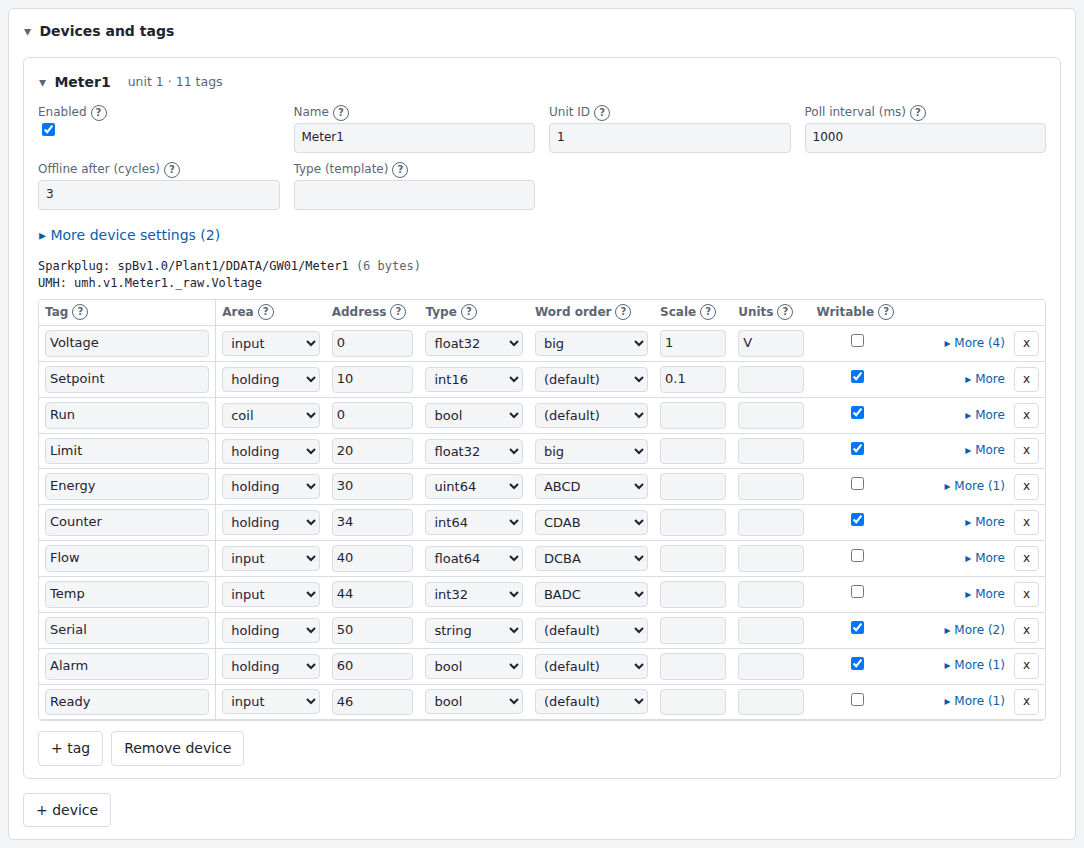 ▾ Devices and tags
▾ Meter1 unit 1 · 11 tags
Enabled ? Name ? Unit ID ? Poll interval (ms) ?
Meter1 1 1000
Offline after (cycles) ? Type (template) ?
3
▸ More device settings (2)
Sparkplug: spBv1.0/Plant1/DDATA/GW01/Meter1 (6 bytes)
UMH: umh.v1.Meter1._raw.Voltage
Tag ? Area ? Address ? Type ? Word order ? Scale ? Units ? Writable ?
Voltage input 0 float32 big 1 V ▸ More (4) x
Setpoint holding 10 int16 (default) 0.1 ▸ More x
Run coil 0 bool (default) ▸ More x
Limit holding 20 float32 big ▸ More x
Energy holding 30 uint64 ABCD ▸ More (1) x
Counter holding 34 int64 CDAB ▸ More x
Flow input 40 float64 DCBA ▸ More x
Temp input 44 int32 BADC ▸ More x
Serial holding 50 string (default) ▸ More (2) x
Alarm holding 60 bool (default) ▸ More (1) x
Ready input 46 bool (default) ▸ More (1) x
+ tag Remove device
+ device